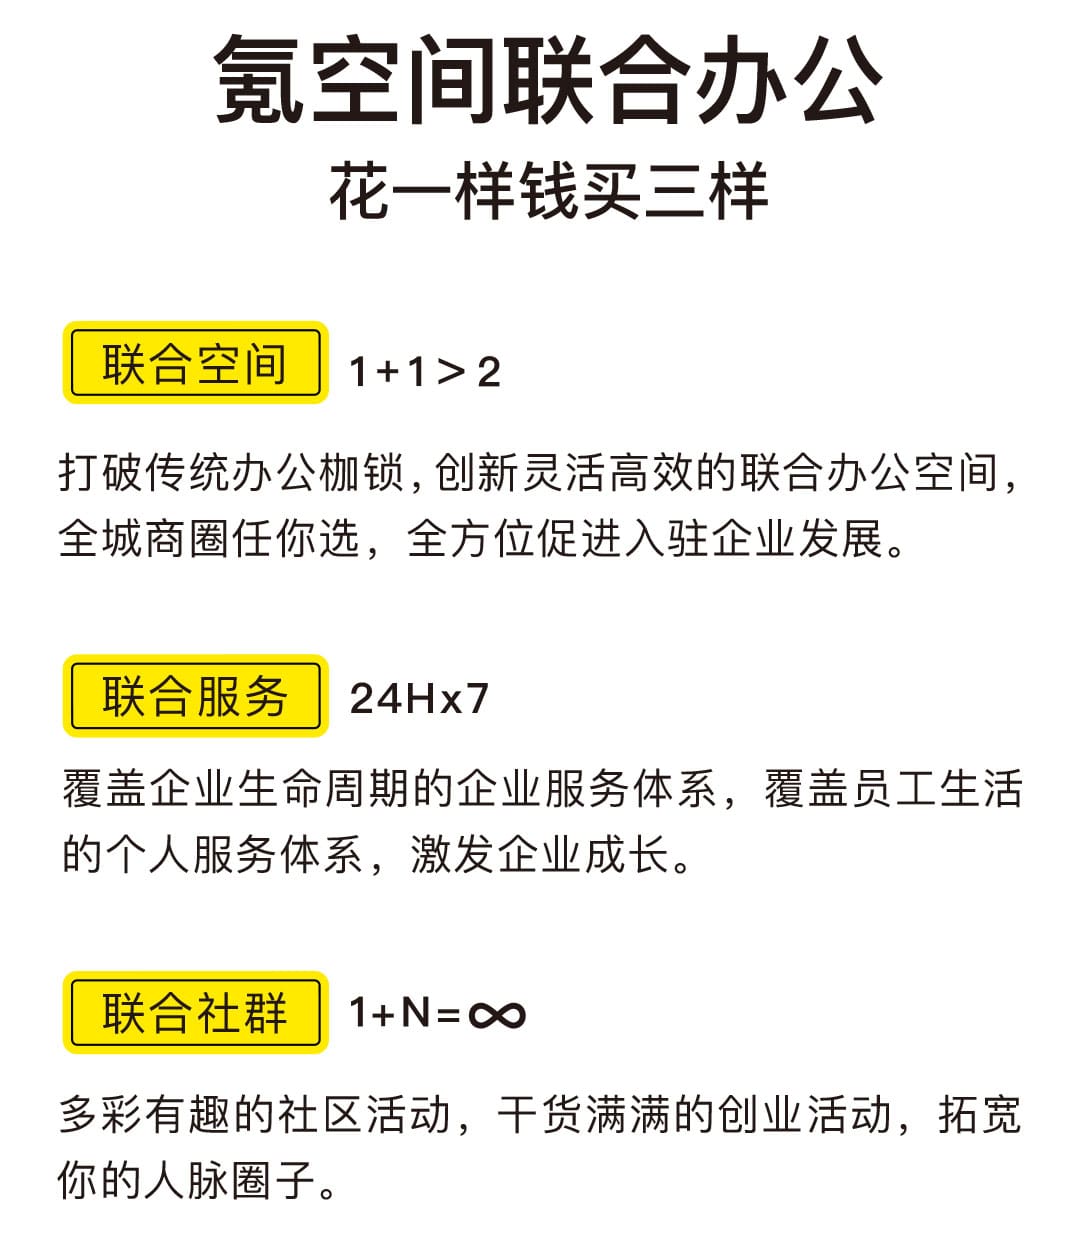 氪空间联合办公
花一样钱买三样
联合空间 1+1>2
打破传统办公枷锁,创新灵活高效的联合办公空间，
全城商圈任你选，全方位促进入驻企业发展。
联合服务 24Hx7
覆盖企业生命周期的企业服务体系，覆盖员工生活
的个人服务体系，激发企业成长。
联合社群 1+N=∞
多彩有趣的社区活动，干货满满的创业活动，拓宽
你的人脉圈子。